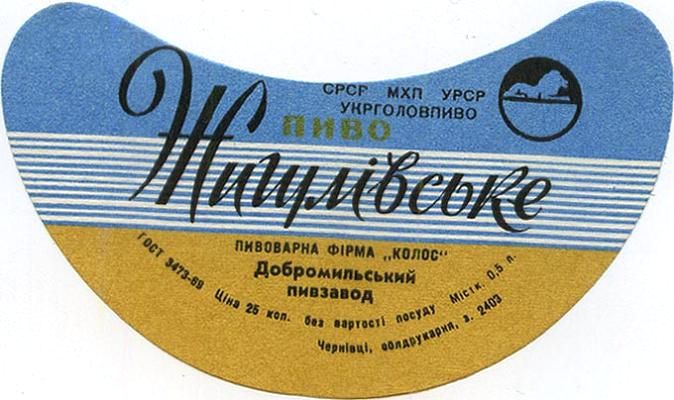 СРСР МХП УРСР
УКРГОЛОВПИВО
ПИВО
Жигулівське
ПИВОВАРНА ФІРМА „КОЛОС“
Добромильський
пивзавод
ГОСТ 3473-69 Ціна 25 коп. без вартості посуду Містк. 0,5 л.
Чернівці, облдрукарня, з. 2403